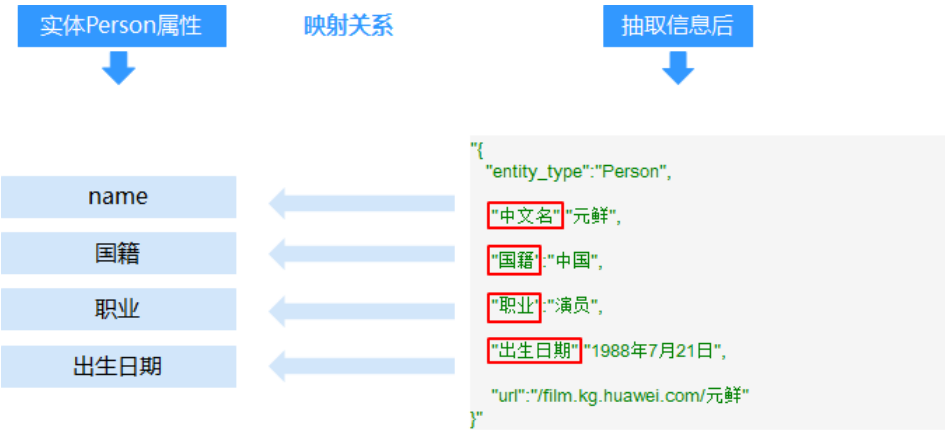 实体Person属性
映射关系
抽取信息后
name
国籍
职业
出生日期
"{
"entity_type":"Person",
"中文名":"元鲜",
"国籍":"中国",
"职业":"演员",
"出生日期":"1988年7月21日",
"url":"/film.kg.huawei.com/元鲜"
}"